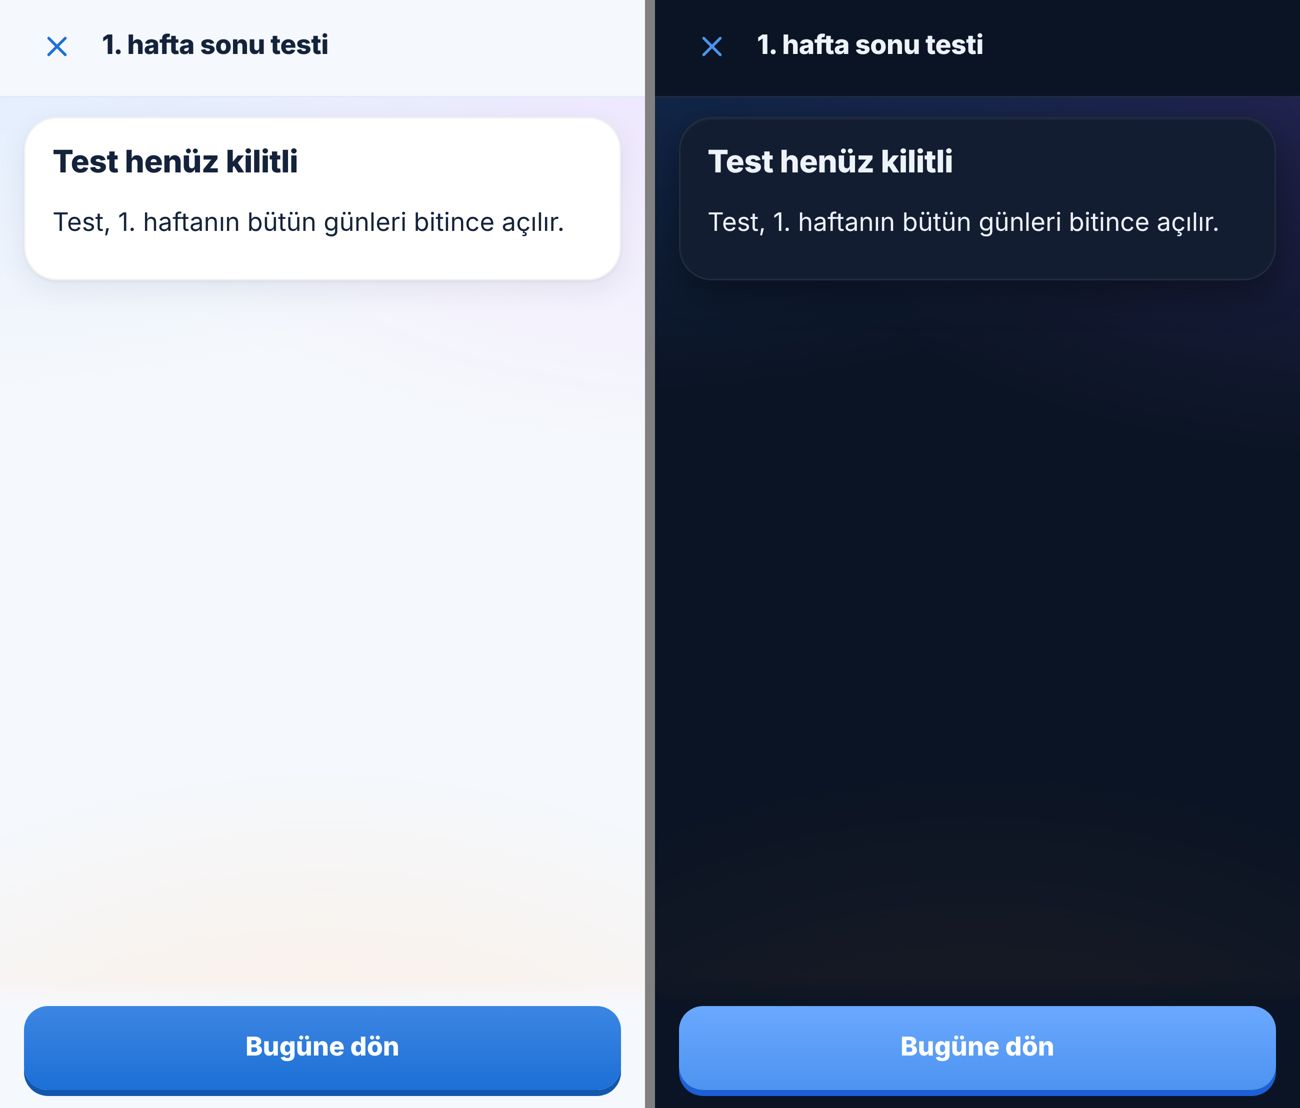 1. hafta sonu testi
Test henüz kilitli
Test, 1. haftanın bütün günleri bitince açılır.
Bugüne dön
1. hafta sonu testi
Test henüz kilitli
Test, 1. haftanın bütün günleri bitince açılır.
Bugüne dön